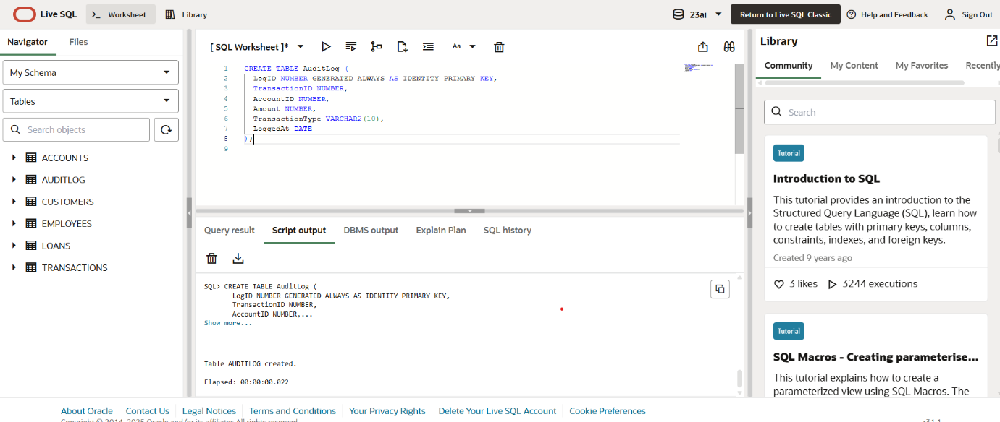 Live SQL
Worksheet
Library
23ai
Return to Live SQL Classic
Help and Feedback
Sign Out
Navigator
Files
My Schema
Tables
Search objects
ACCOUNTS
AUDITLOG
CUSTOMERS
EMPLOYEES
LOANS
TRANSACTIONS
[ SQL Worksheet ]*
Aa
1 CREATE TABLE AuditLog (
2 LogID NUMBER GENERATED ALWAYS AS IDENTITY PRIMARY KEY,
3 TransactionID NUMBER,
4 AccountID NUMBER,
5 Amount NUMBER,
6 TransactionType VARCHAR2(10),
7 LoggedAt DATE
8 );
9
Query result
Script output
DBMS output
Explain Plan
SQL history
SQL> CREATE TABLE AuditLog (
LogID NUMBER GENERATED ALWAYS AS IDENTITY PRIMARY KEY,
TransactionID NUMBER,
AccountID NUMBER,...
Show more...
Table AUDITLOG created.
Elapsed: 00:00:00.022
Library
Community
My Content
My Favorites
Recently
Search
Tutorial
Introduction to SQL
This tutorial provides an introduction to the
Structured Query Language (SQL), learn how
to create tables with primary keys, columns,
constraints, indexes, and foreign keys.
Created 9 years ago
3 likes
3244 executions
Tutorial
SQL Macros - Creating parameterise...
This tutorial explains how to create a
parameterized view using SQL Macros. The
About Oracle
Contact Us
Legal Notices
Terms and Conditions
Your Privacy Rights
Delete Your Live SQL Account
Cookie Preferences